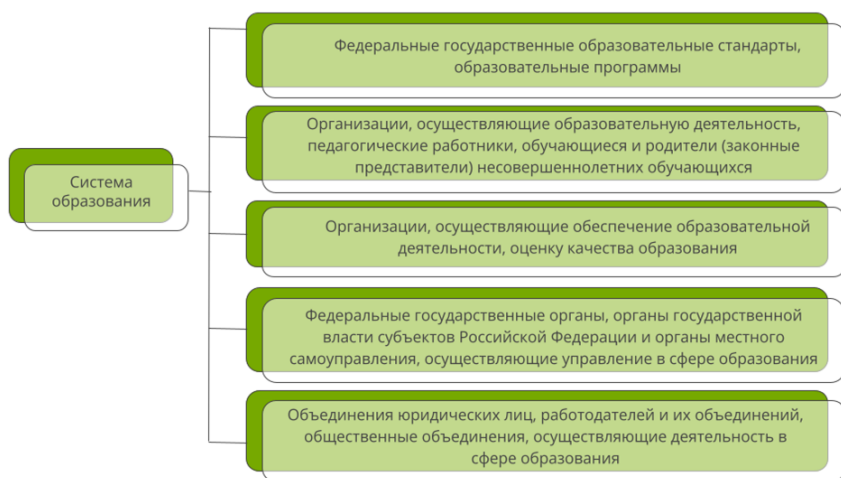 Федеральные государственные образовательные стандарты,
образовательные программы
Организации, осуществляющие образовательную деятельность,
педагогические работники, обучающиеся и родители (законные
представители) несовершеннолетних обучающихся
Система
образования
Организации, осуществляющие обеспечение образовательной
деятельности, оценку качества образования
Федеральные государственные органы, органы государственной
власти субъектов Российской Федерации и органы местного
самоуправления, осуществляющие управление в сфере образования
Объединения юридических лиц, работодателей и их объединений,
общественные объединения, осуществляющие деятельность в
сфере образования